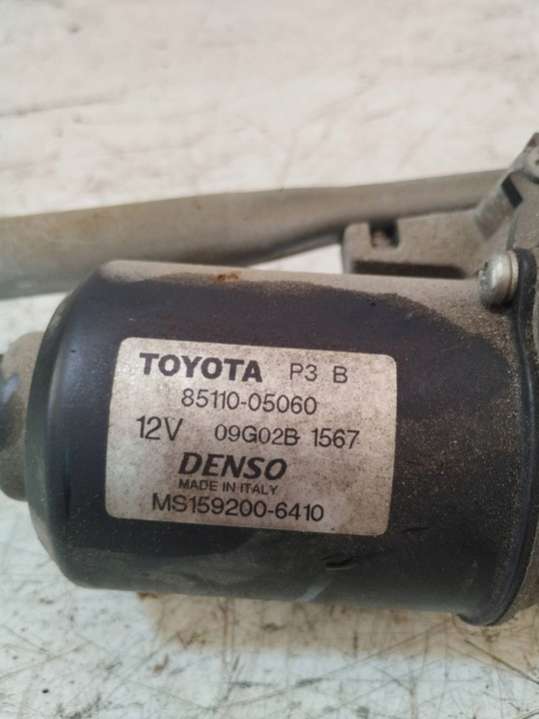 TOYOTA P3 B
85110-05060
12V 09G02B 1567
DENSO
MADE IN ITALY
MS159200-6410